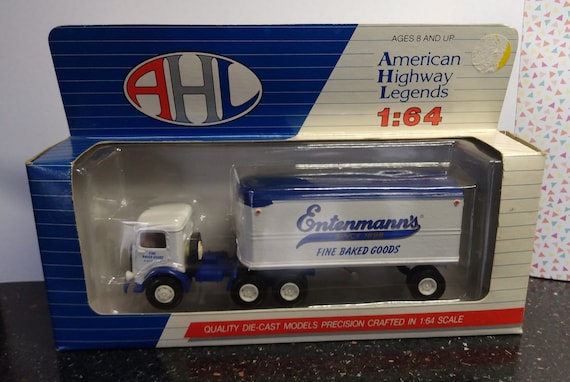 AHL
AGES 8 AND UP
American
Highway
Legends
1:64
Entenmann's
FINE BAKED GOODS
QUALITY DIE-CAST MODELS PRECISION CRAFTED IN 1:64 SCALE